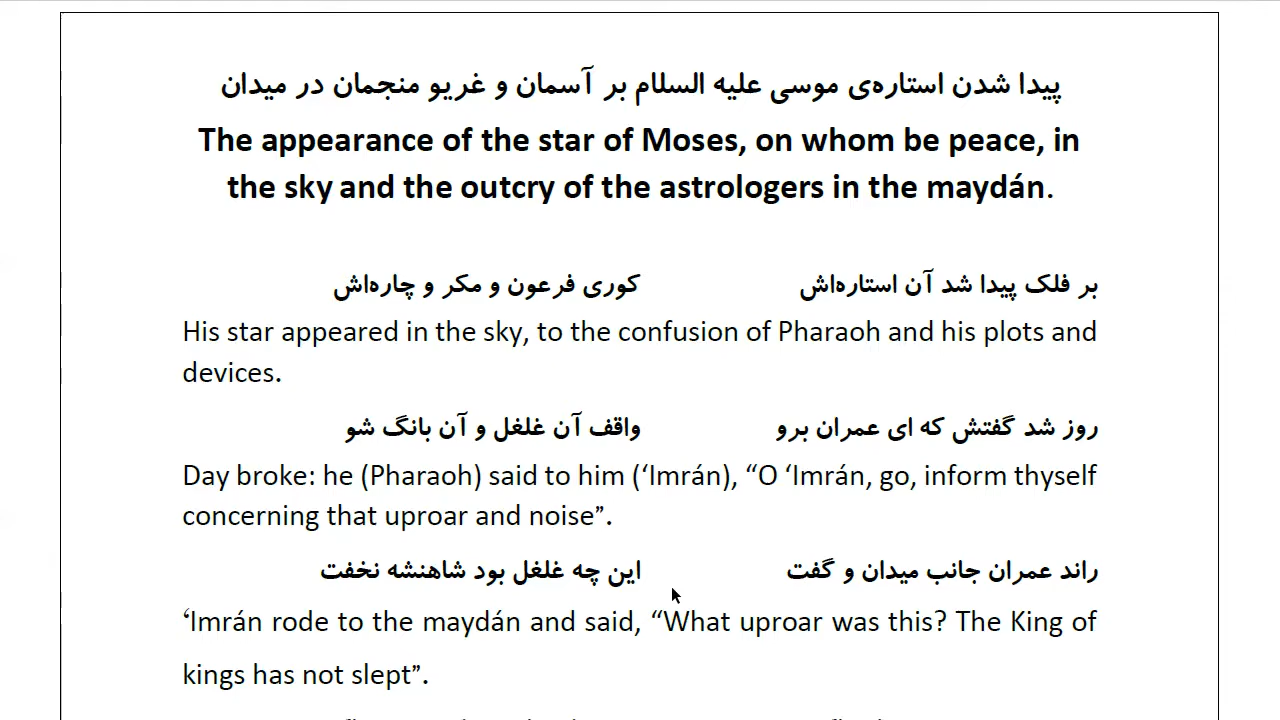 پیدا شدن استاره‌ی موسی علیه السلام بر آسمان و غریو منجمان در میدان
The appearance of the star of Moses, on whom be peace, in
the sky and the outcry of the astrologers in the maydán.
بر فلک پیدا شد آن استاره‌اش کوری فرعون و مکر و چاره‌اش
His star appeared in the sky, to the confusion of Pharaoh and his plots and
devices.
روز شد گفتش که ای عمران برو واقف آن غلغل و آن بانگ شو
Day broke: he (Pharaoh) said to him (‘Imrán), “O ‘Imrán, go, inform thyself
concerning that uproar and noise”.
راند عمران جانب میدان و گفت این چه غلغل بود شاهنشه نخفت
‘Imrán rode to the maydán and said, “What uproar was this? The King of
kings has not slept”.